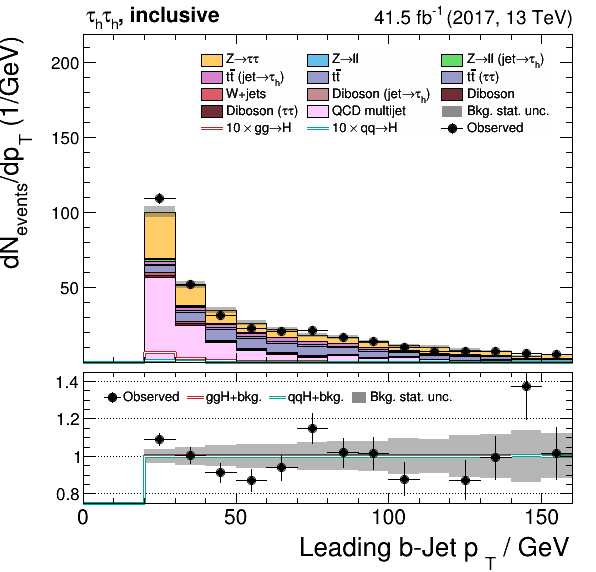 τhτh, inclusive 41.5 fb-1 (2017, 13 TeV)
dNevents/dpT (1/GeV)
200
150
100
50
Z→ττ Z→ll Z→ll (jet→τh)
tt̄ (jet→τh) tt̄ tt̄ (ττ)
W+jets Diboson (jet→τh) Diboson
Diboson (ττ) QCD multijet Bkg. stat. unc.
10 × gg→H 10 × qq→H Observed
1.4
1.2
1
0.8
Observed ggH+bkg. qqH+bkg. Bkg. stat. unc.
0 50 100 150
Leading b-Jet p T / GeV